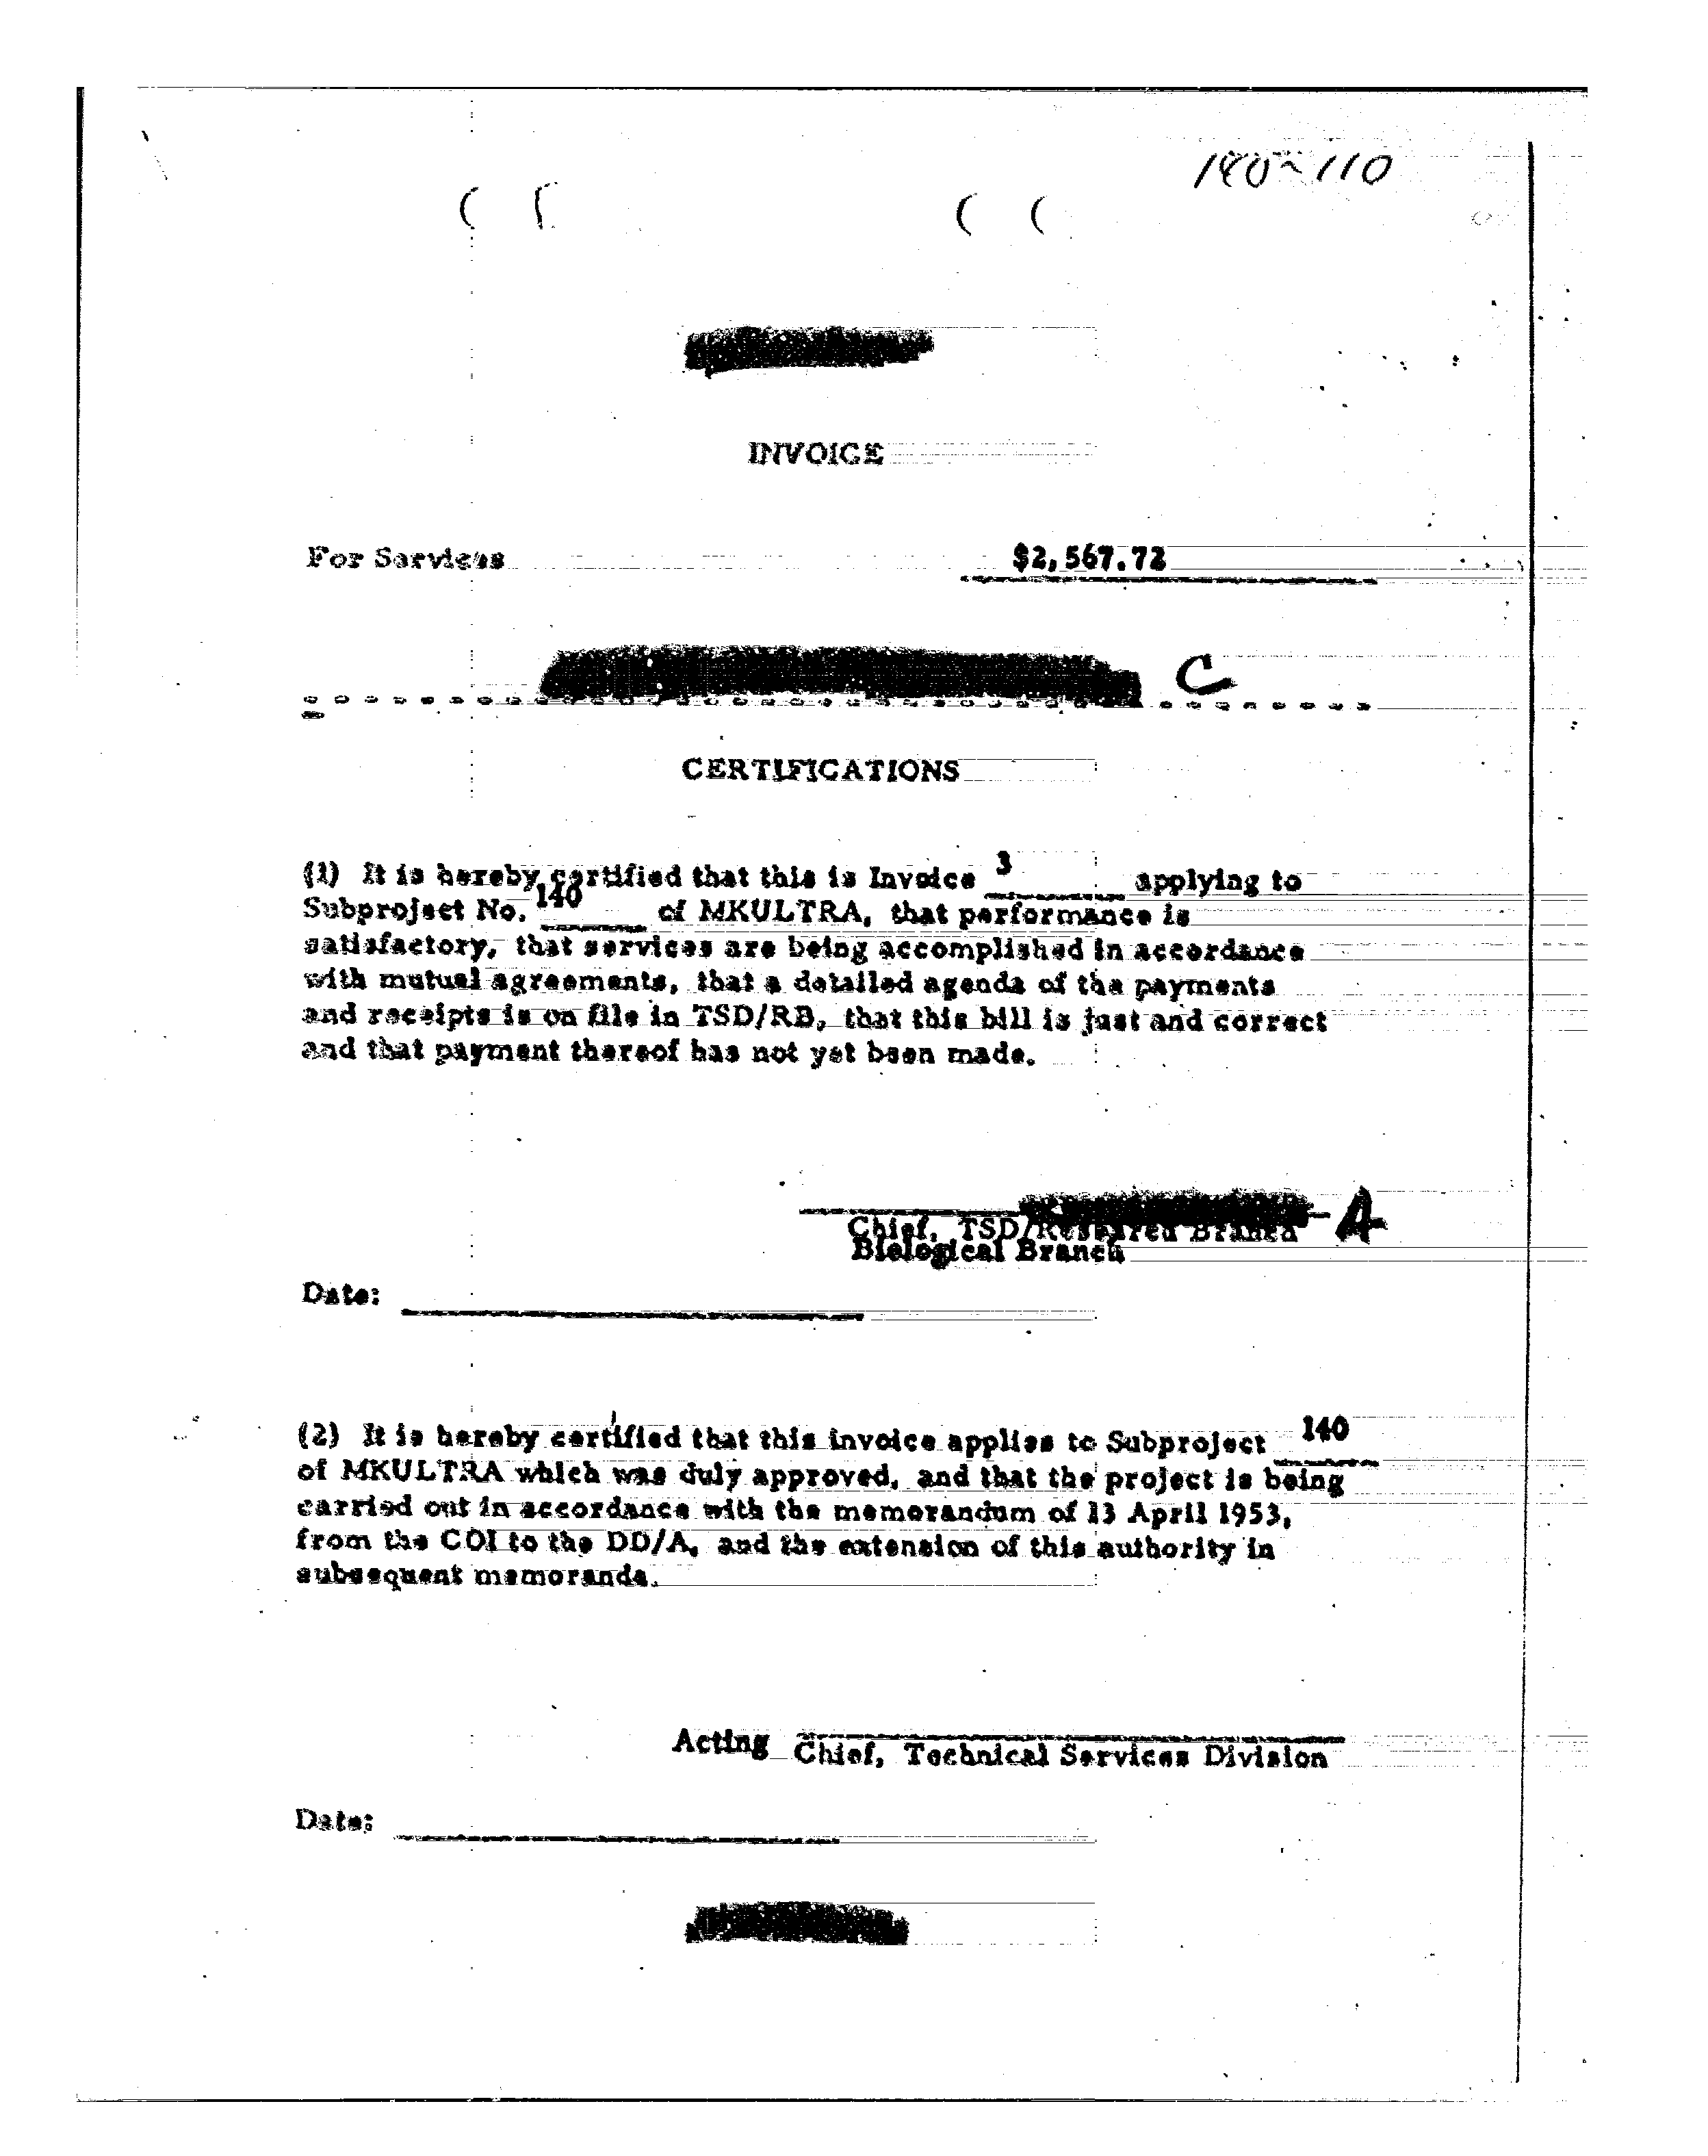 140-110
INVOICE
For Services $2,567.72
C
CERTIFICATIONS
(1) It is hereby certified that this is Invoice 3 applying to
Subproject No. 140 of MKULTRA, that performance is
satisfactory, that services are being accomplished in accordance
with mutual agreements, that a detailed agenda of the payments
and receipts is on file in TSD/RB, that this bill is just and correct
and that payment thereof has not yet been made.
A
Chief, TSD/Research Branch
Biological Branch
Date:
(2) It is hereby certified that this invoice applies to Subproject 140
of MKULTRA which was duly approved, and that the project is being
carried out in accordance with the memorandum of 13 April 1953,
from the COI to the DD/A, and the extension of this authority in
subsequent memoranda.
Acting Chief, Technical Services Division
Date: